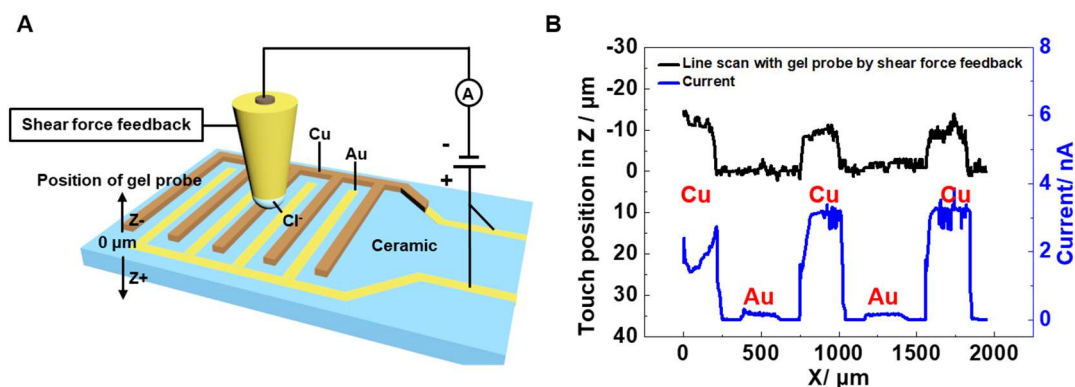 A
Shear force feedback
A
Cu
Au
-
+
Position of gel probe
Z-
0 µm
Z+
Cl-
Ceramic
B
Touch position in Z / µm
-30
-20
-10
0
10
20
30
40
Line scan with gel probe by shear force feedback
Current
Cu
Cu
Cu
Au
Au
8
6
4
2
0
Current/ nA
0
500
1000
1500
2000
X/ µm